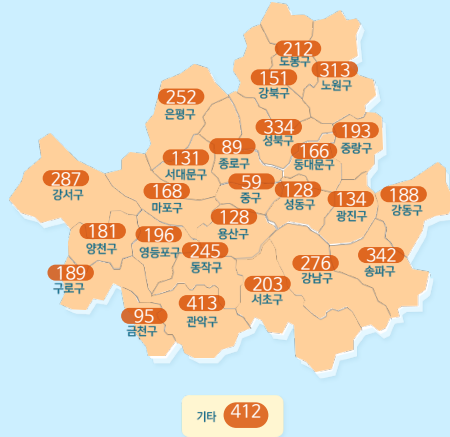 212
도봉구
313
노원구
151
강북구
252
은평구
334
성북구
193
중랑구
89
종로구
166
동대문구
131
서대문구
59
중구
128
성동구
134
광진구
188
강동구
287
강서구
168
마포구
128
용산구
181
양천구
196
영등포구
245
동작구
276
강남구
342
송파구
189
구로구
203
서초구
413
관악구
95
금천구
기타 412